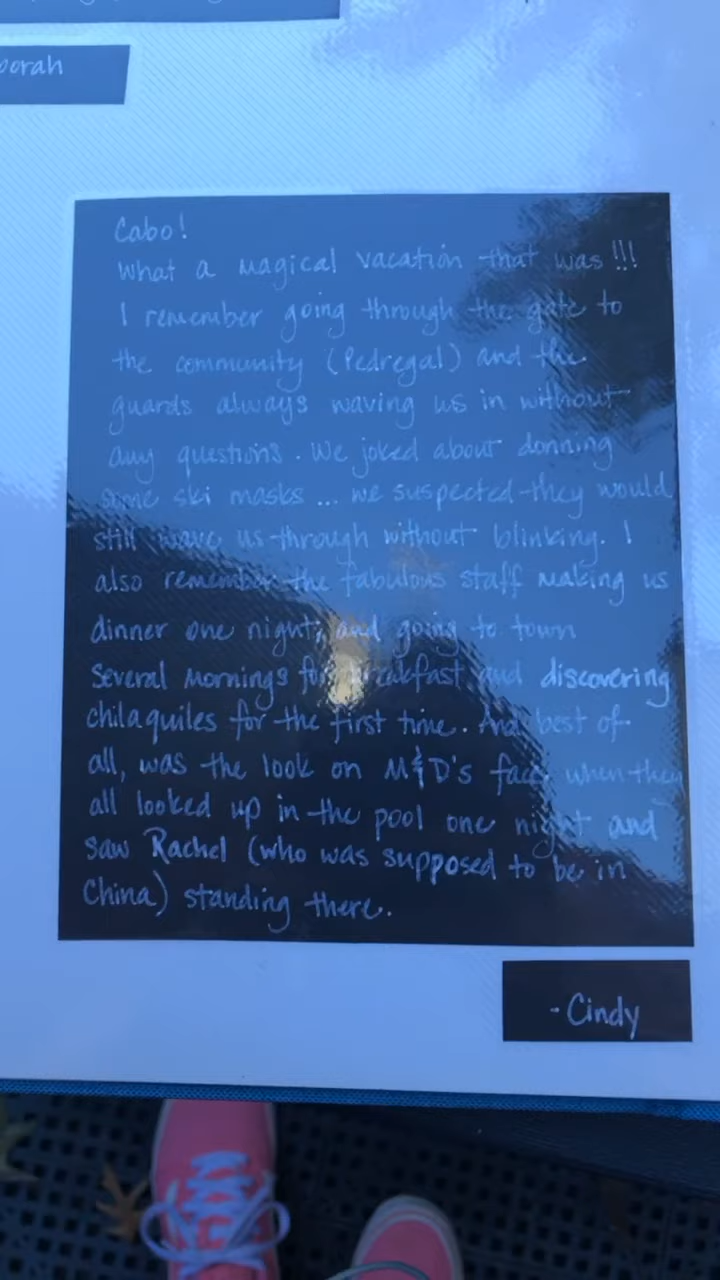 oorah
Cabo!
What a magical vacation that was!!!
I remember going through the gate to
the community (Pedregal) and the
guards always waving us in without
any questions. We joked about donning
some ski masks ... we suspected they would
still wave us through without blinking. I
also remember the fabulous staff making us
dinner one night, and going to town
several mornings for breakfast and discovering
chilaquiles for the first time. And best of
all, was the look on M&D's face when they
all looked up in the pool one night and
saw Rachel (who was supposed to be in
China) standing there.
-Cindy